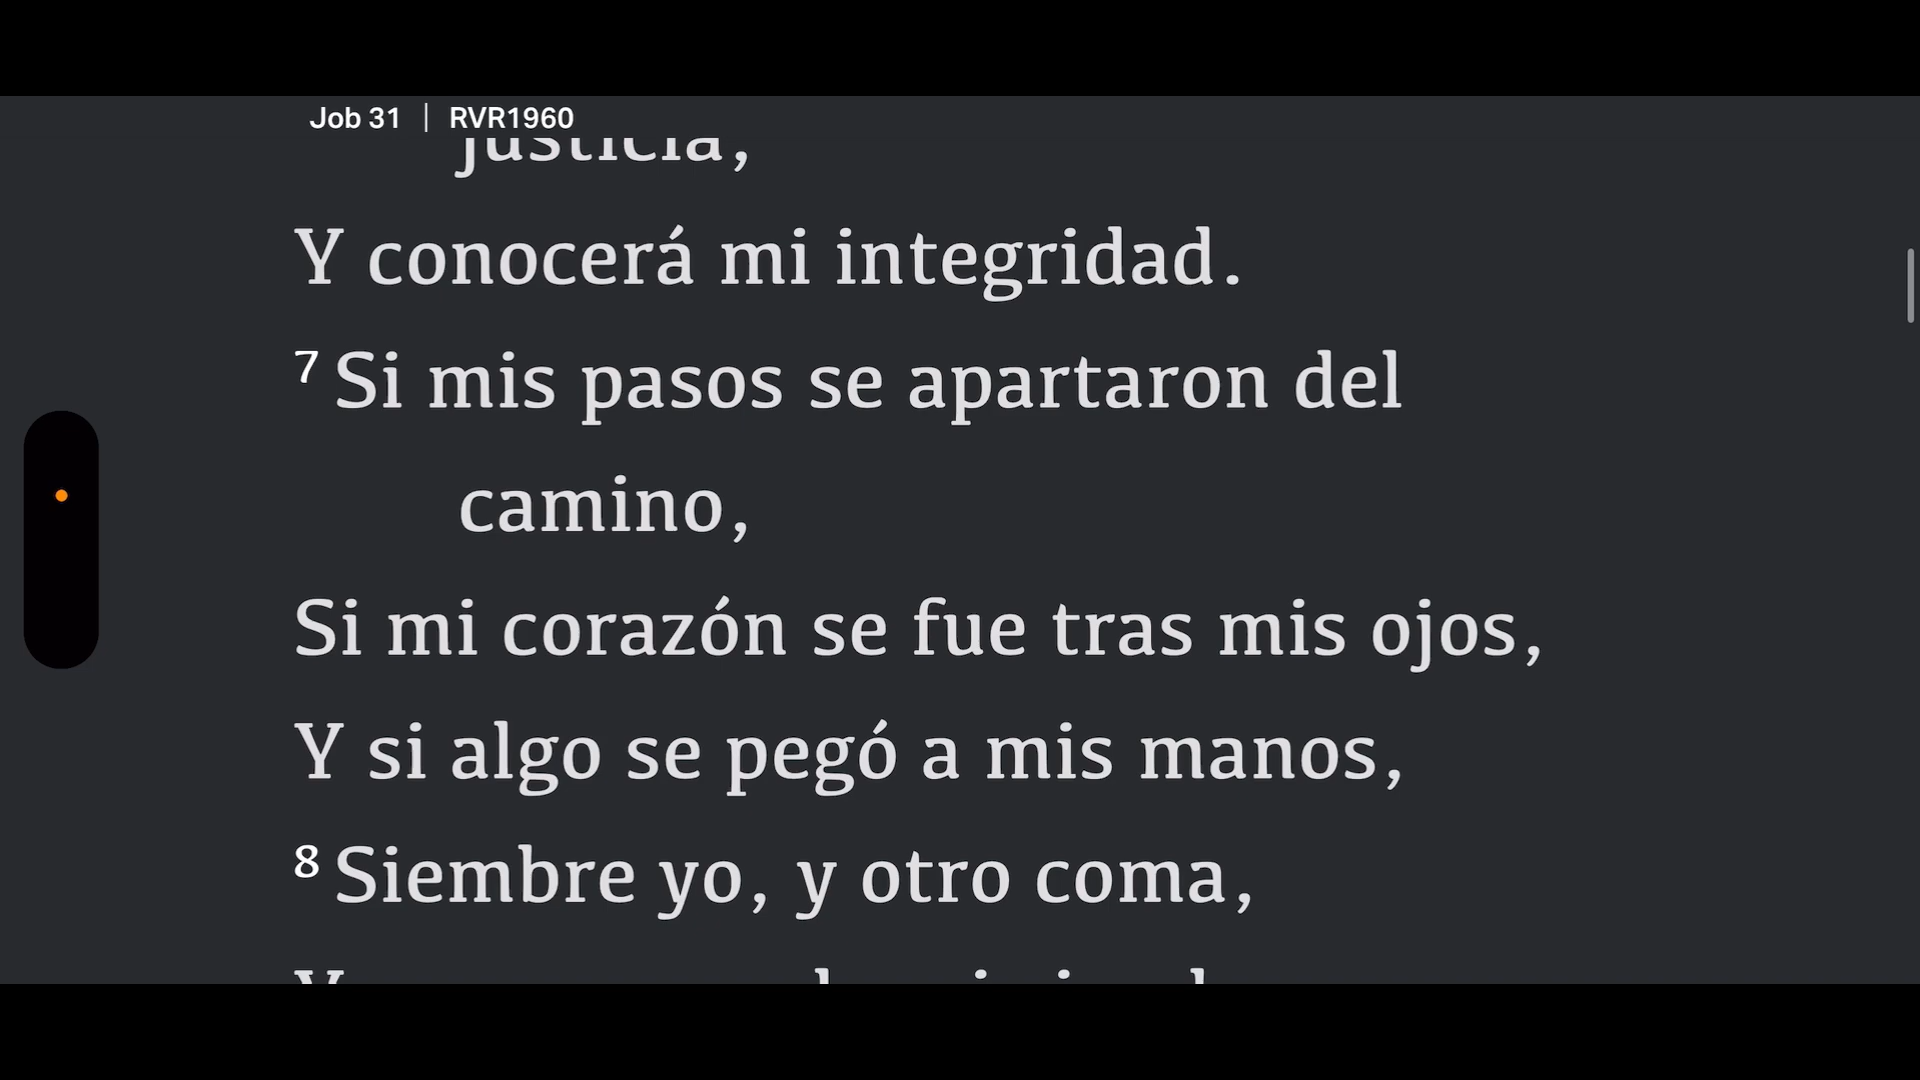 Job 31 | RVR1960
justicia,
Y conocerá mi integridad.
7 Si mis pasos se apartaron del
camino,
Si mi corazón se fue tras mis ojos,
Y si algo se pegó a mis manos,
8 Siembre yo, y otro coma,